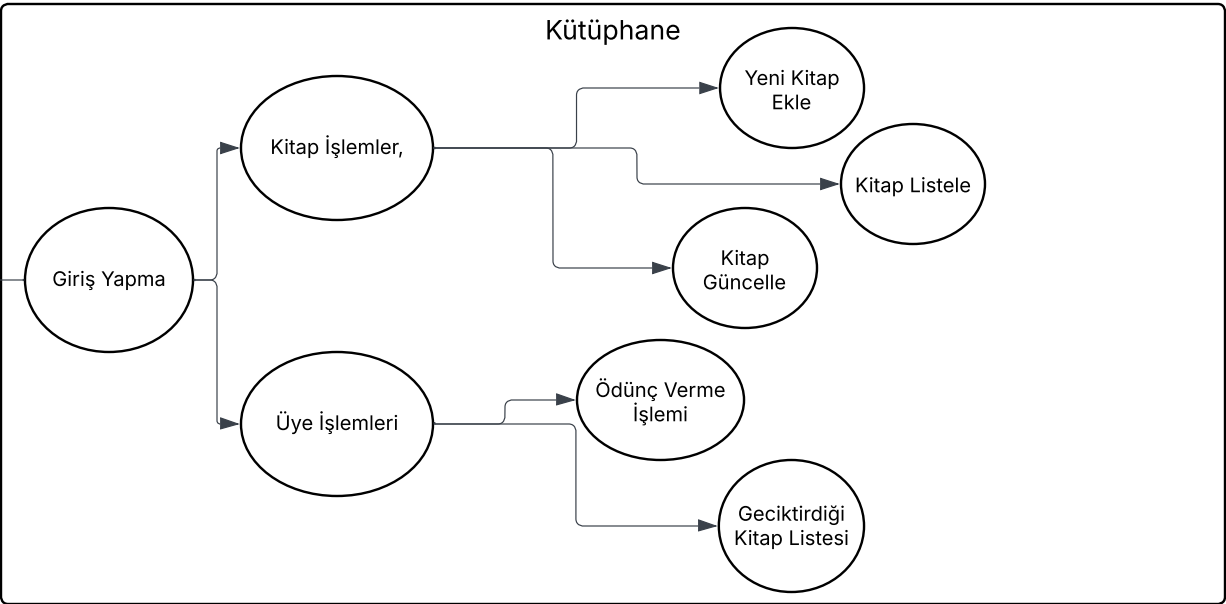 Kütüphane
Yeni Kitap
Ekle
Kitap İşlemler,
Kitap Listele
Kitap
Güncelle
Giriş Yapma
Ödünç Verme
İşlemi
Üye İşlemleri
Geciktirdiği
Kitap Listesi